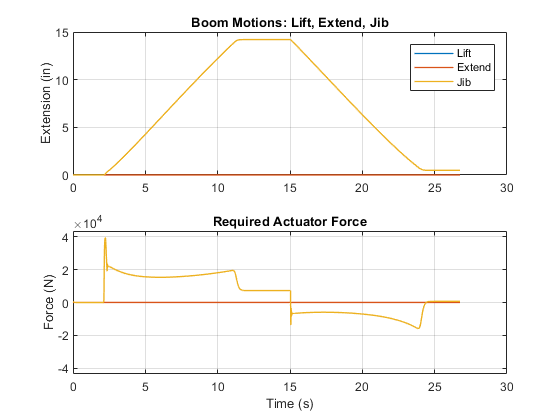 Boom Motions: Lift, Extend, Jib
15
10
5
0
Extension (in)
0 5 10 15 20 25 30
Lift
Extend
Jib
Required Actuator Force
×10⁴
4
2
0
-2
-4
Force (N)
0 5 10 15 20 25 30
Time (s)